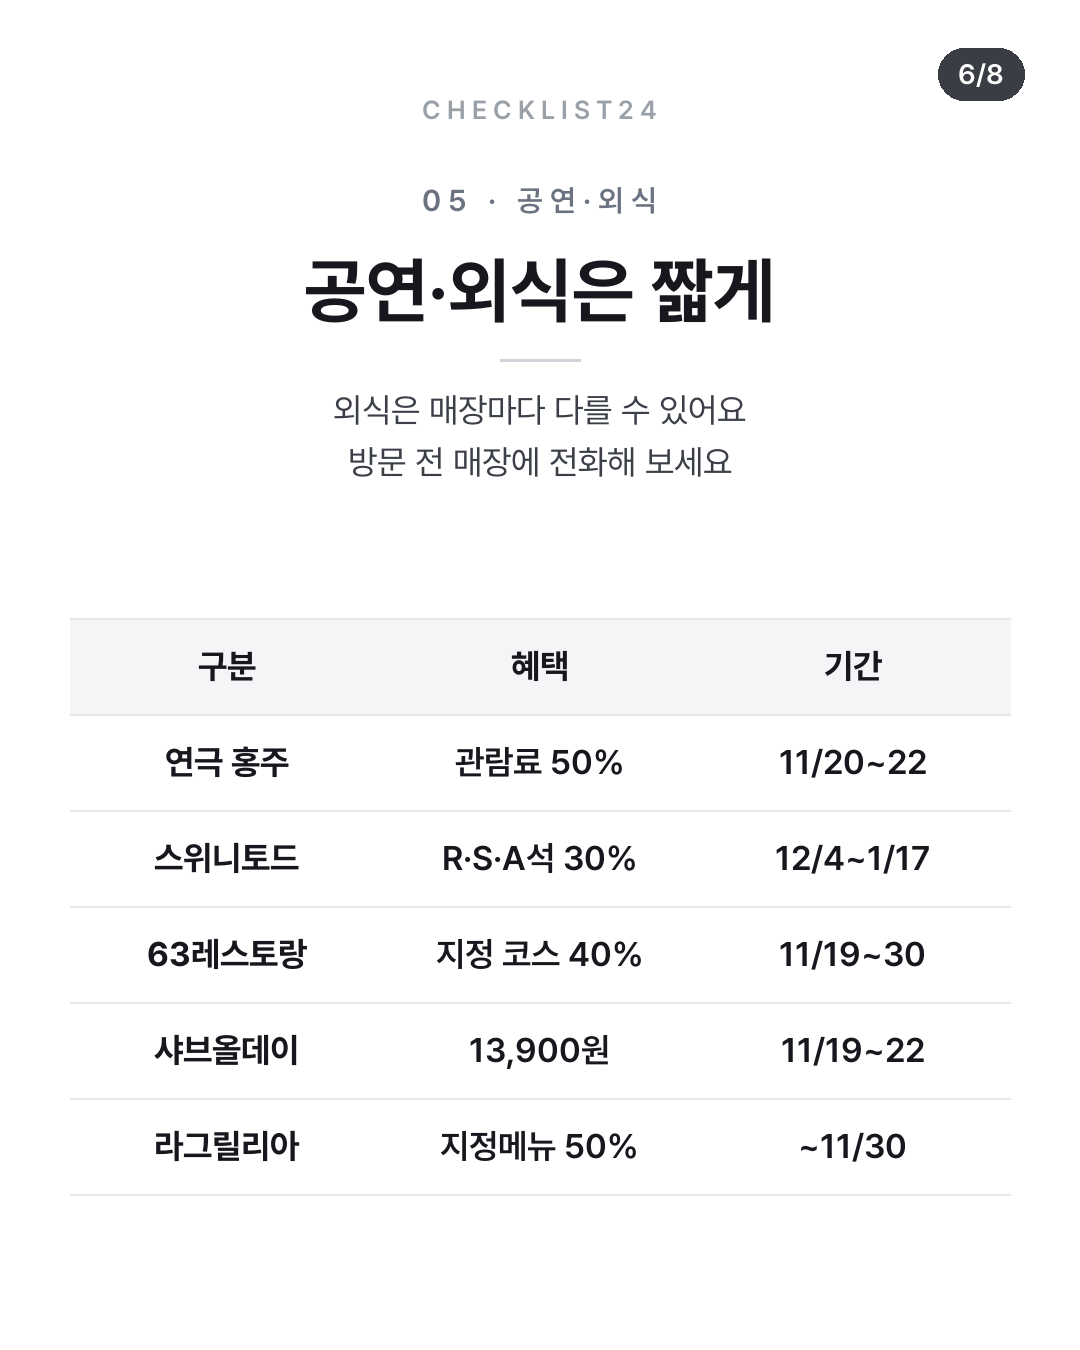 6/8
CHECKLIST24
05 · 공연·외식
공연·외식은 짧게
외식은 매장마다 다를 수 있어요
방문 전 매장에 전화해 보세요
구분 혜택 기간
연극 홍주 관람료 50% 11/20~22
스위니토드 R·S·A석 30% 12/4~1/17
63레스토랑 지정 코스 40% 11/19~30
샤브올데이 13,900원 11/19~22
라그릴리아 지정메뉴 50% ~11/30